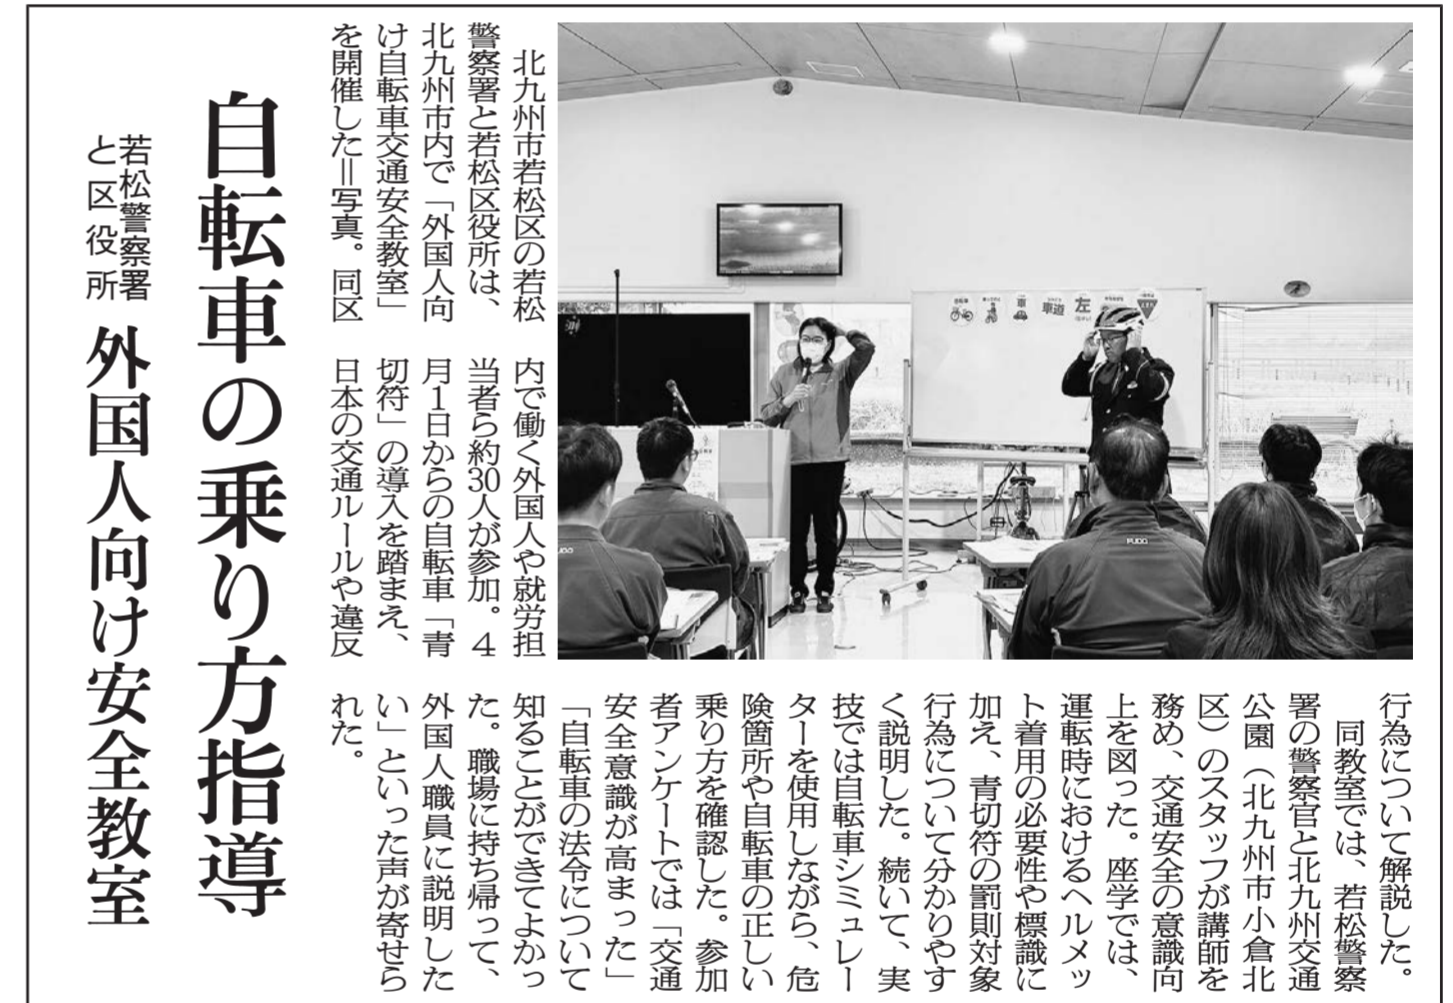 自転車の乗り方指導
若松警察署
と区役所
外国人向け安全教室
北九州市若松区の若松
警察署と若松区役所は、
北九州市内で「外国人向
け自転車交通安全教室」
を開催した＝写真。同区
内で働く外国人や就労担
当者ら約30人が参加。４
月１日からの自転車「青
切符」の導入を踏まえ、
日本の交通ルールや違反
行為について解説した。
同教室では、若松警察
署の警察官と北九州交通
公園（北九州市小倉北
区）のスタッフが講師を
務め、交通安全の意識向
上を図った。座学では、
運転時におけるヘルメッ
ト着用の必要性や標識に
加え、青切符の罰則対象
行為について分かりやす
く説明した。続いて、実
技では自転車シミュレー
ターを使用しながら、危
険箇所や自転車の正しい
乗り方を確認した。参加
者アンケートでは「交通
安全意識が高まった」
「自転車の法令について
知ることができてよかっ
た。職場に持ち帰って、
外国人職員に説明した
い」といった声が寄せら
れた。
自転車
車
車道
左
FUDO